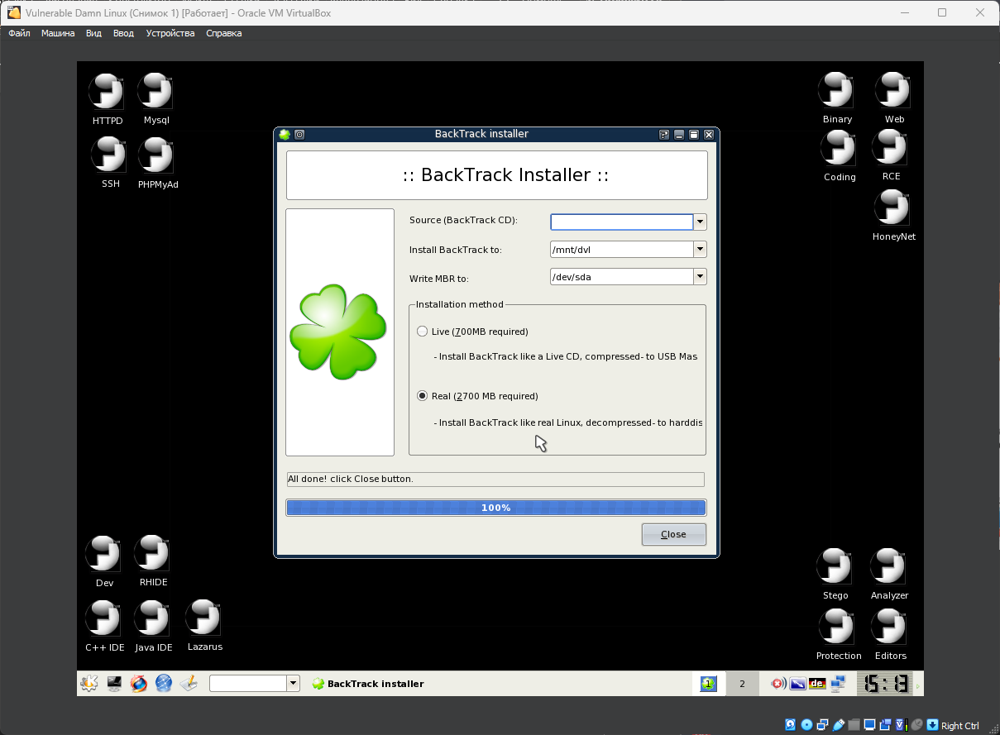 Vulnerable Damn Linux (Снимок 1) [Работает] - Oracle VM VirtualBox
Файл Машина Вид Ввод Устройства Справка
HTTPD Mysql
SSH PHPMyAd
Binary Web
Coding RCE
HoneyNet
BackTrack installer
:: BackTrack Installer ::
Source (BackTrack CD):
Install BackTrack to: /mnt/dvl
Write MBR to: /dev/sda
Installation method
Live (700MB required)
- Install BackTrack like a Live CD, compressed- to USB Mas
Real (2700 MB required)
- Install BackTrack like real Linux, decompressed- to harddis
All done! click Close button.
100%
Close
Dev RHIDE
C++ IDE Java IDE Lazarus
Stego Analyzer
Protection Editors
BackTrack installer 1 2 de 15:13
Right Ctrl